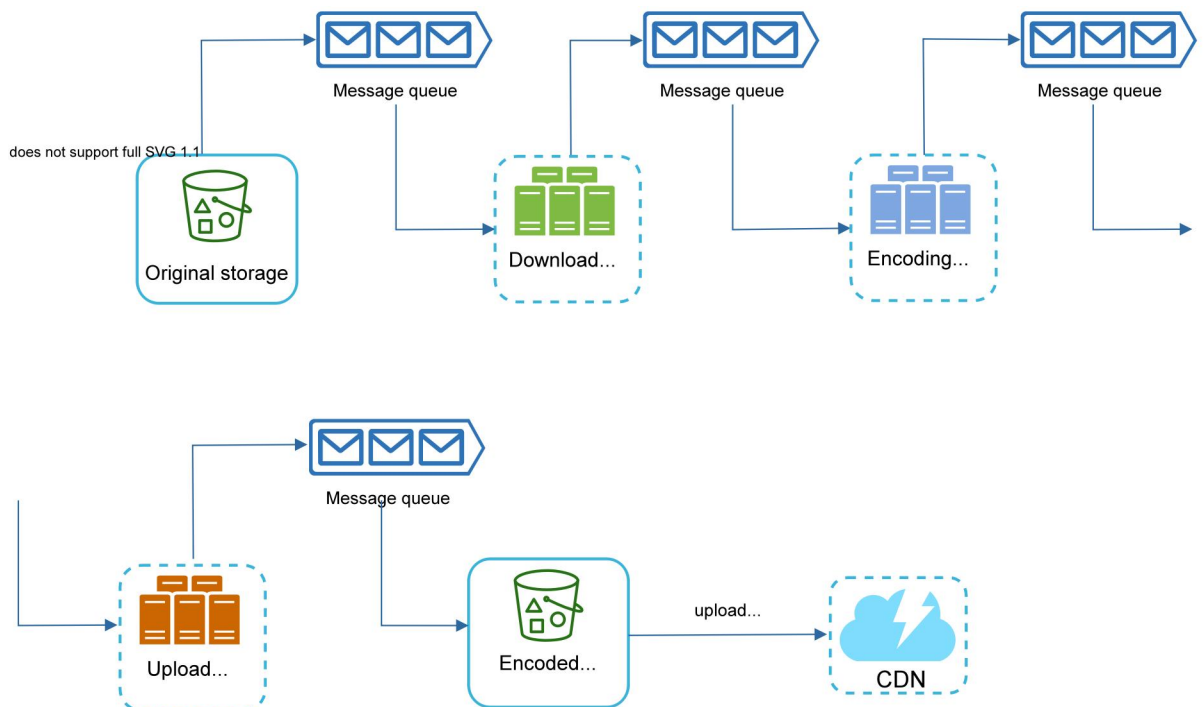 Message queue
Message queue
Message queue
does not support full SVG 1.1
Original storage
Download...
Encoding...
Message queue
Upload...
Encoded...
upload...
CDN